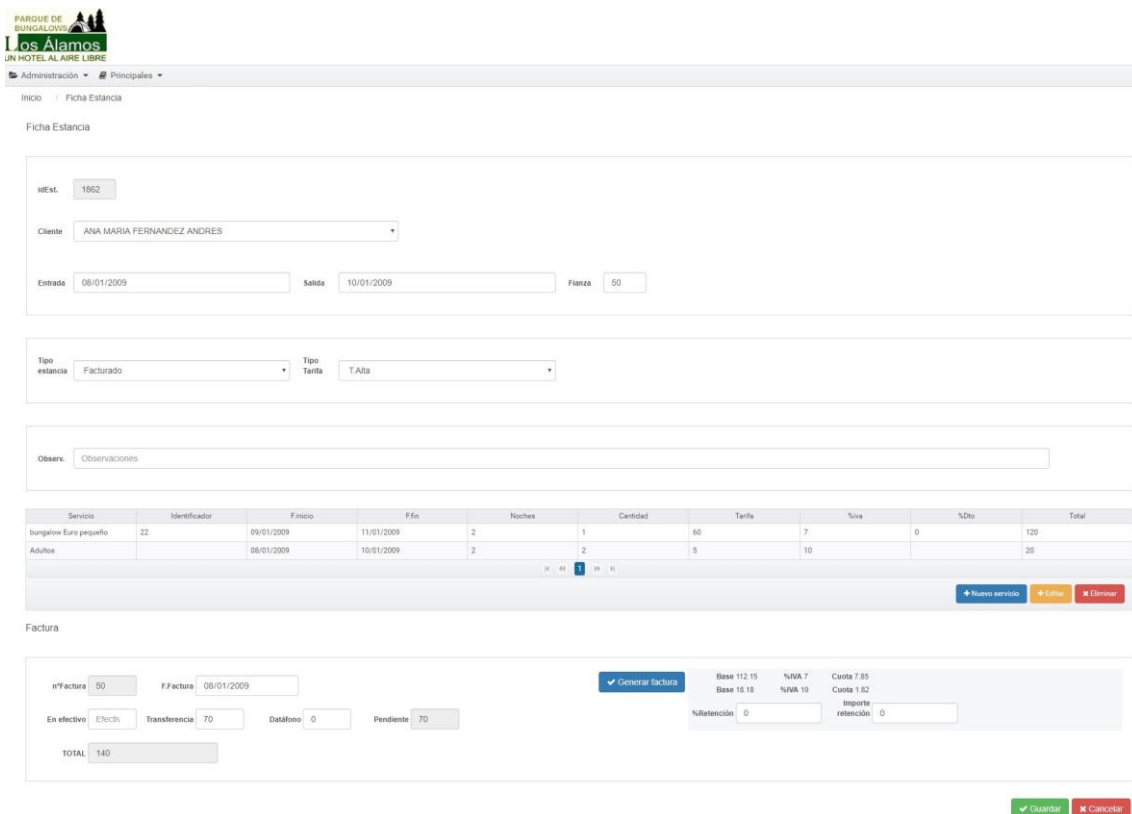 PARQUE DE
BUNGALOWS
Los Álamos
UN HOTEL AL AIRE LIBRE
Administración Principales
Inicio / Ficha Estancia
Ficha Estancia
idEst. 1862
Cliente ANA MARIA FERNANDEZ ANDRES
Entrada 08/01/2009 Salida 10/01/2009 Fianza 50
Tipo estancia Facturado Tipo Tarifa T.Alta
Observ. Observaciones
Servicio Identificador F.inicio F.fin Noches Cantidad Tarifa %iva %Dto Total
bungalow Euro pequeño 22 09/01/2009 11/01/2009 2 1 60 7 0 120
Adultos 08/01/2009 10/01/2009 2 2 5 10 20
1
+Nuevo servicio +Editar Eliminar
Factura
nºFactura 50 F.Factura 08/01/2009 Generar factura
Base 112.15 %IVA 7 Cuota 7.85
Base 18.18 %IVA 10 Cuota 1.82
%Retención 0 Importe retención 0
En efectivo Efecti Transferencia 70 Datáfono 0 Pendiente 70
TOTAL 140
Guardar Cancelar